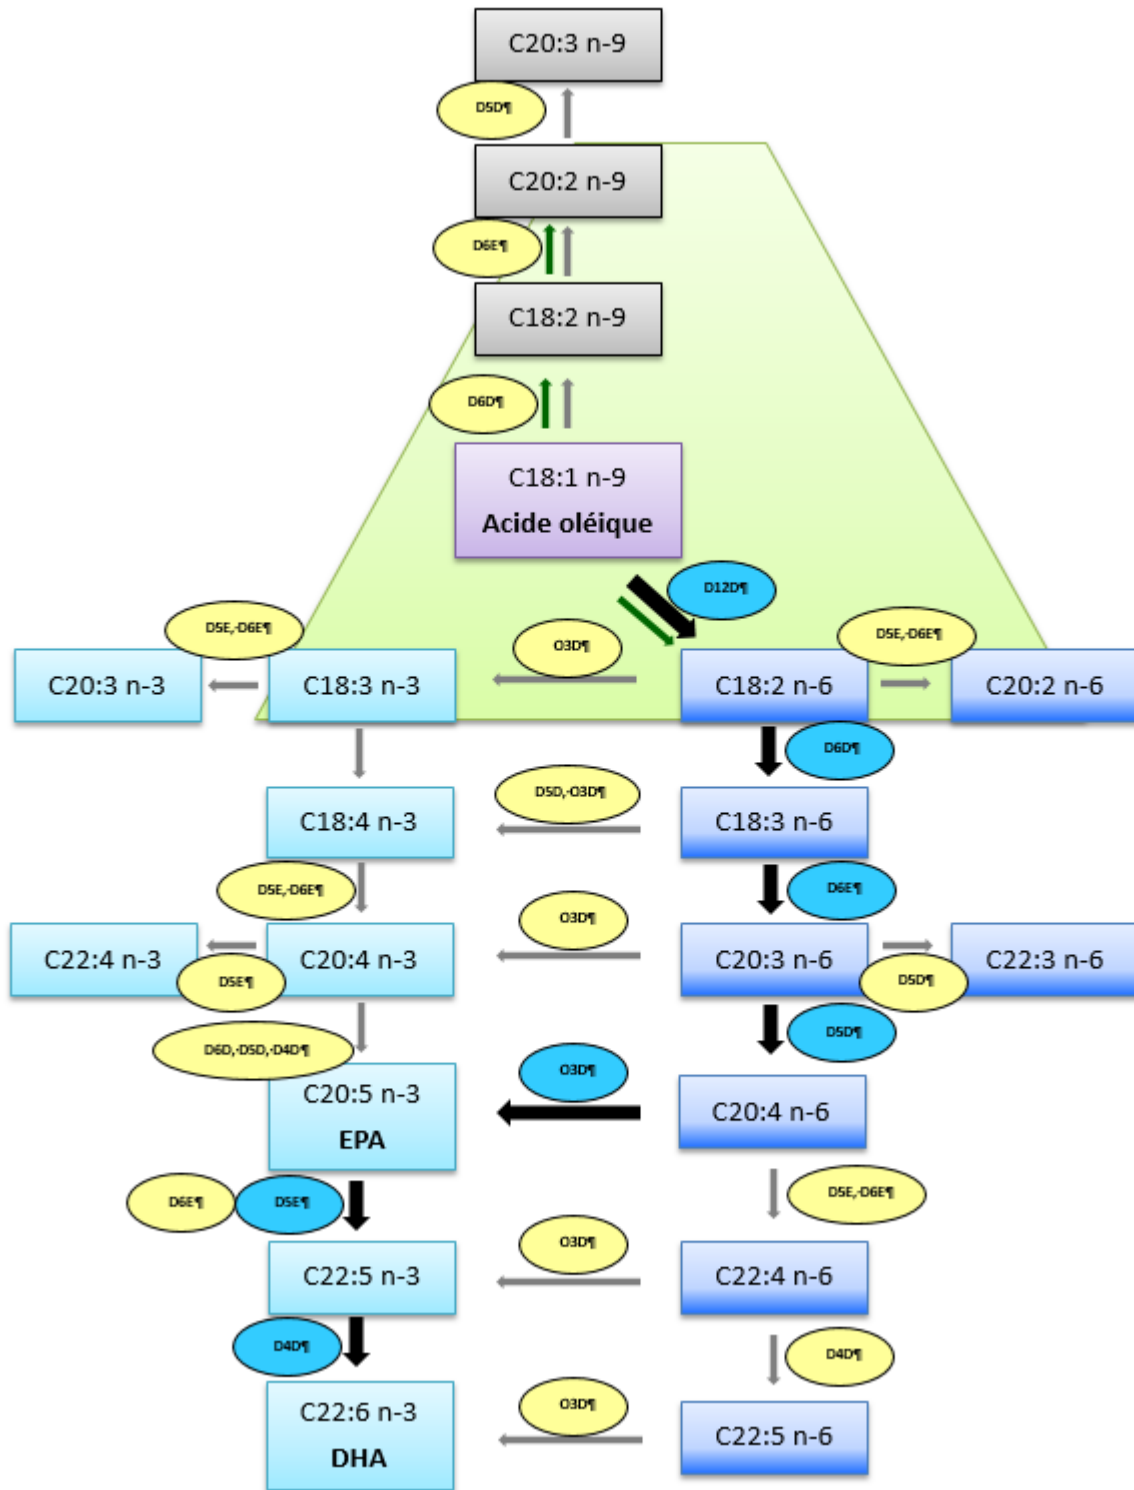 C20:3 n-9
D5D¶
C20:2 n-9
D6E¶
C18:2 n-9
D6D¶
C18:1 n-9
Acide oléique
D12D¶
D5E,·D6E¶
O3D¶
D5E,·D6E¶
C20:3 n-3
C18:3 n-3
C18:2 n-6
C20:2 n-6
D6D¶
D5D,·O3D¶
C18:4 n-3
C18:3 n-6
D5E,·D6E¶
D6E¶
O3D¶
C22:4 n-3
C20:4 n-3
C20:3 n-6
C22:3 n-6
D5E¶
D5D¶
D6D,·D5D,·D4D¶
D5D¶
O3D¶
C20:5 n-3
EPA
C20:4 n-6
D6E¶
D5E¶
D5E,·D6E¶
O3D¶
C22:5 n-3
C22:4 n-6
D4D¶
D4D¶
O3D¶
C22:6 n-3
DHA
C22:5 n-6